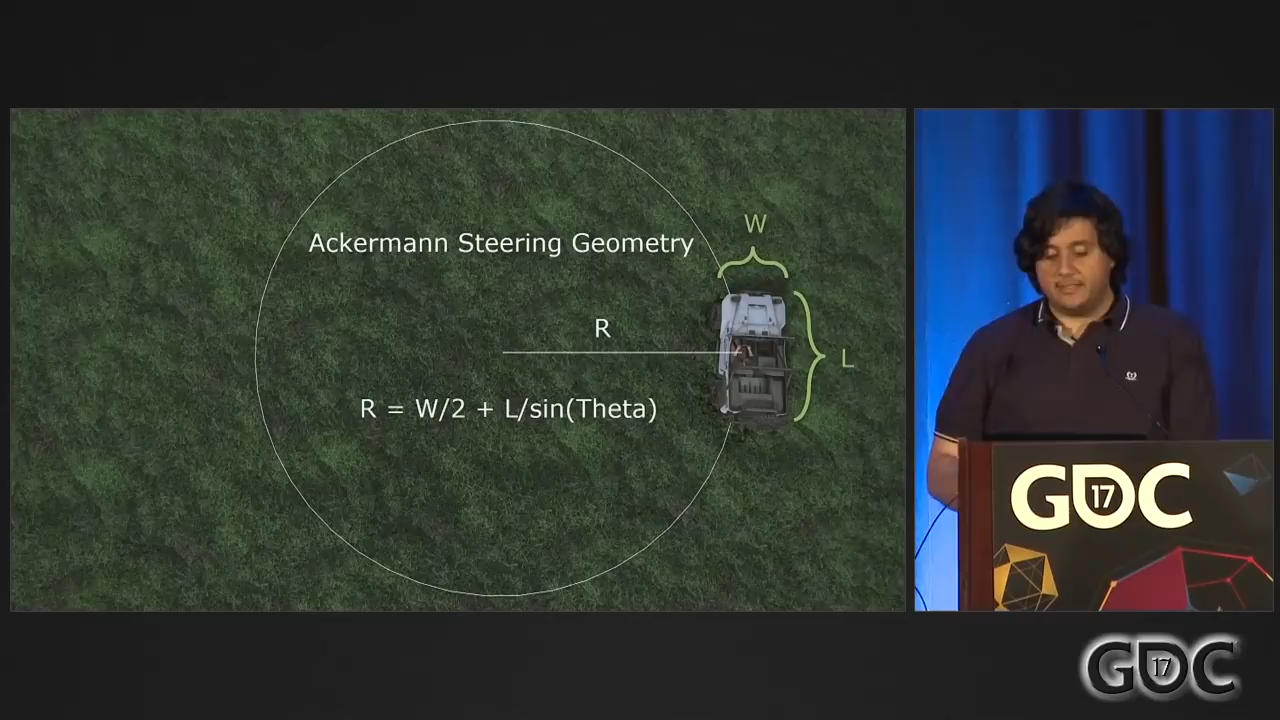 W
Ackermann Steering Geometry
R
L
R = W/2 + L/sin(Theta)
GDC
17
GDC
17